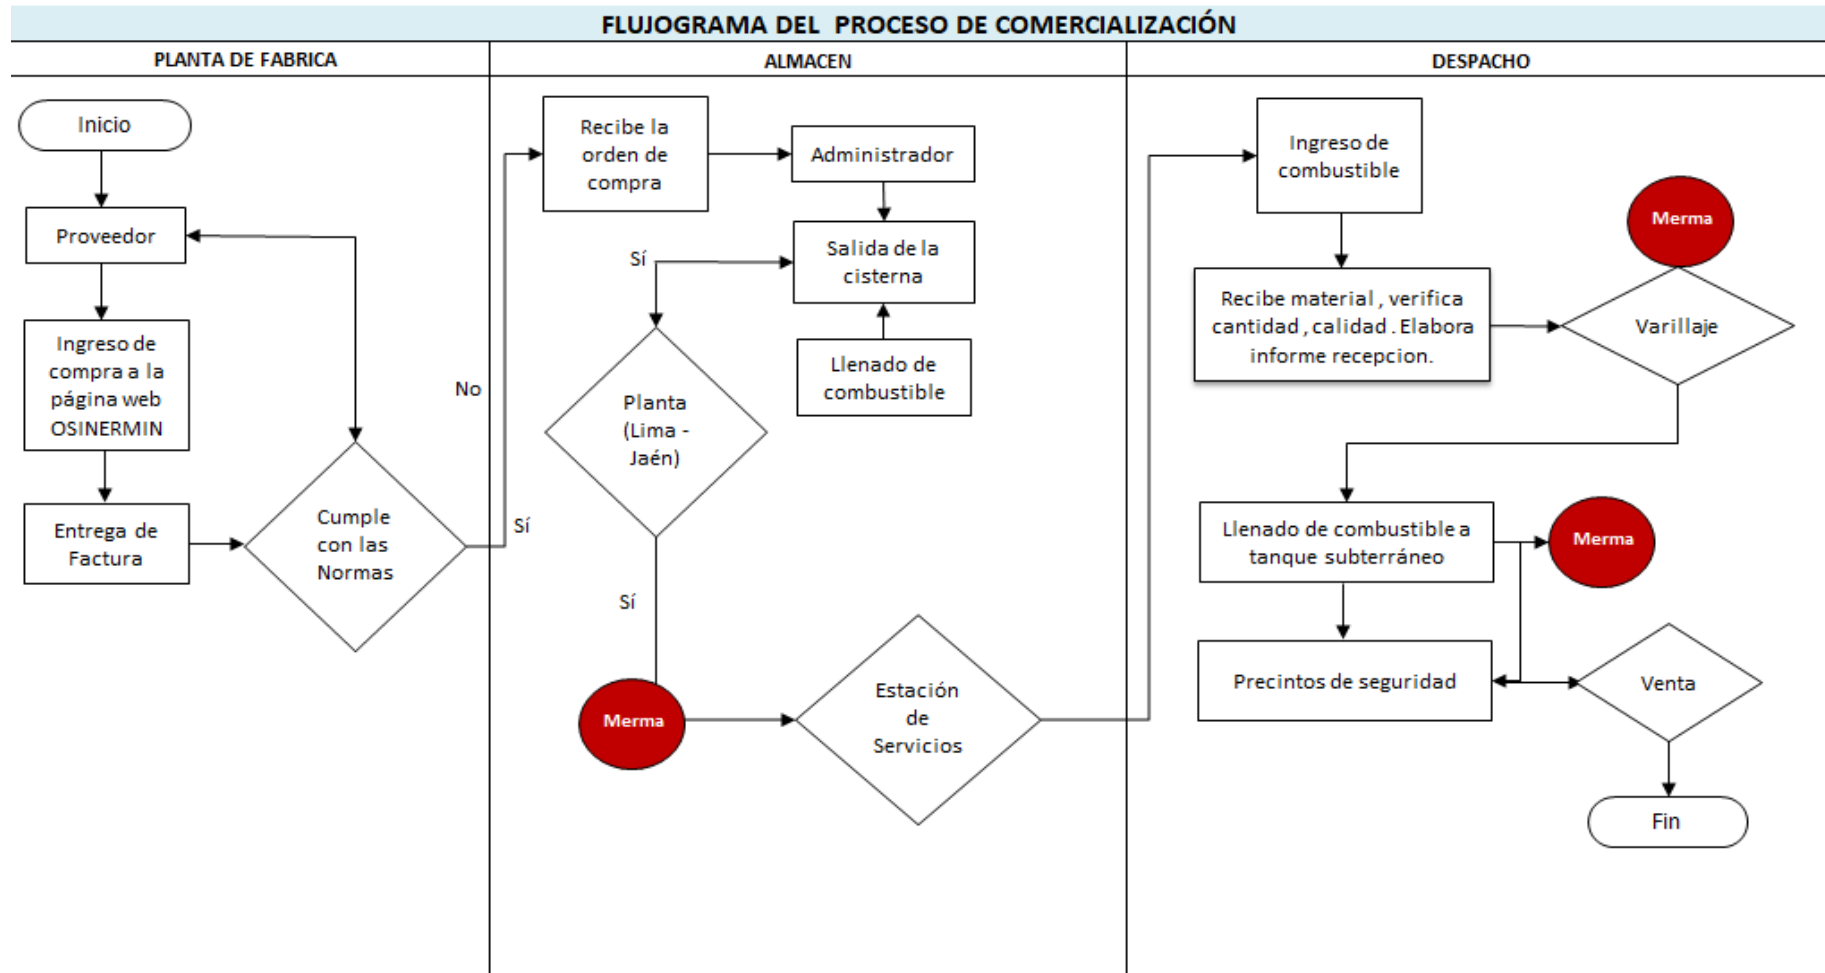 FLUJOGRAMA DEL PROCESO DE COMERCIALIZACIÓN
PLANTA DE FABRICA
ALMACEN
DESPACHO
Inicio
Proveedor
Ingreso de
compra a la
página web
OSINERMIN
Entrega de
Factura
Cumple
con las
Normas
No
Sí
Recibe la
orden de
compra
Administrador
Salida de la
cisterna
Sí
Llenado de
combustible
Planta
(Lima -
Jaén)
Sí
Merma
Estación
de
Servicios
Ingreso de
combustible
Recibe material , verifica
cantidad , calidad . Elabora
informe recepcion.
Merma
Varillaje
Llenado de combustible a
tanque subterráneo
Merma
Precintos de seguridad
Venta
Fin